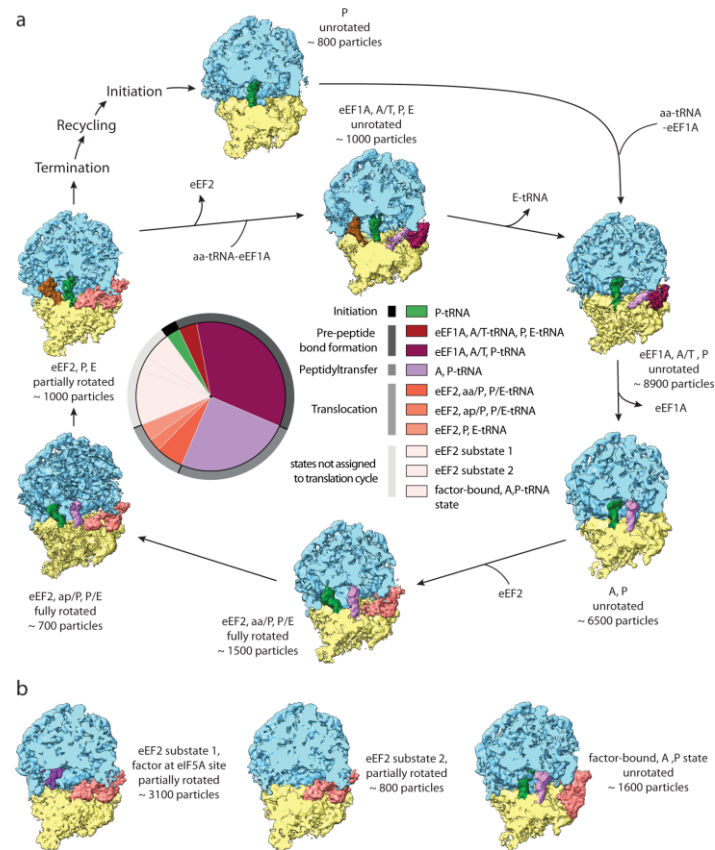 a
P
unrotated
~ 800 particles
Initiation
Recycling
Termination
eEF1A, A/T, P, E
unrotated
~ 1000 particles
aa-tRNA
-eEF1A
eEF2
aa-tRNA-eEF1A
E-tRNA
eEF2, P, E
partially rotated
~ 1000 particles
Initiation
P-tRNA
Pre-peptide
bond formation
eEF1A, A/T-tRNA, P, E-tRNA
eEF1A, A/T, P-tRNA
Peptidyltransfer
A, P-tRNA
Translocation
eEF2, aa/P, P/E-tRNA
eEF2, ap/P, P/E-tRNA
eEF2, P, E-tRNA
states not assigned
to translation cycle
eEF2 substate 1
eEF2 substate 2
factor-bound, A,P-tRNA
state
eEF1A, A/T , P
unrotated
~ 8900 particles
eEF1A
eEF2, ap/P, P/E
fully rotated
~ 700 particles
eEF2, aa/P, P/E
fully rotated
~ 1500 particles
eEF2
A, P
unrotated
~ 6500 particles
b
eEF2 substate 1,
factor at eIF5A site
partially rotated
~ 3100 particles
eEF2 substate 2,
partially rotated
~ 800 particles
factor-bound, A ,P state
unrotated
~ 1600 particles